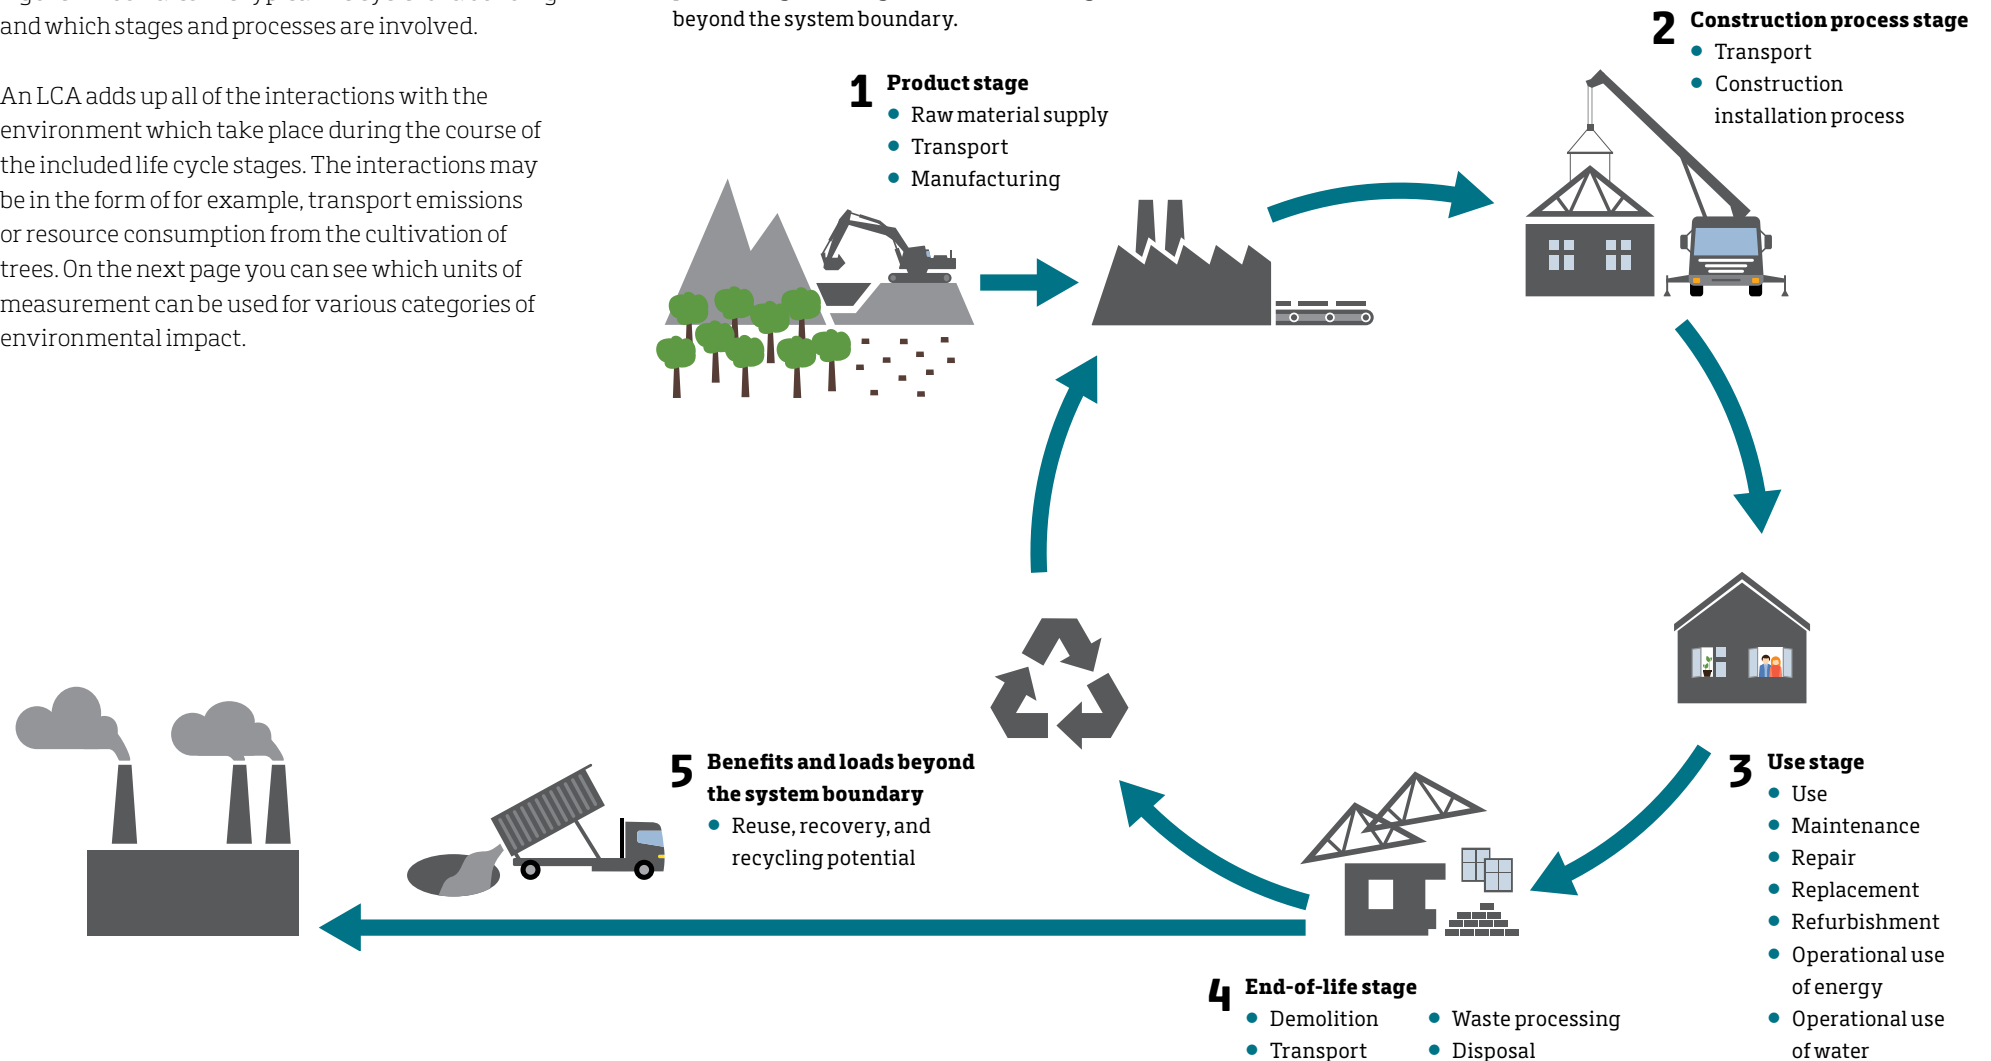 and which stages and processes are involved.
An LCA adds up all of the interactions with the
environment which take place during the course of
the included life cycle stages. The interactions may
be in the form of for example, transport emissions
or resource consumption from the cultivation of
trees. On the next page you can see which units of
measurement can be used for various categories of
environmental impact.
beyond the system boundary.
1 Product stage
• Raw material supply
• Transport
• Manufacturing
2 Construction process stage
• Transport
• Construction
installation process
3 Use stage
• Use
• Maintenance
• Repair
• Replacement
• Refurbishment
• Operational use
of energy
• Operational use
of water
4 End-of-life stage
• Demolition
• Transport
• Waste processing
• Disposal
5 Benefits and loads beyond
the system boundary
• Reuse, recovery, and
recycling potential